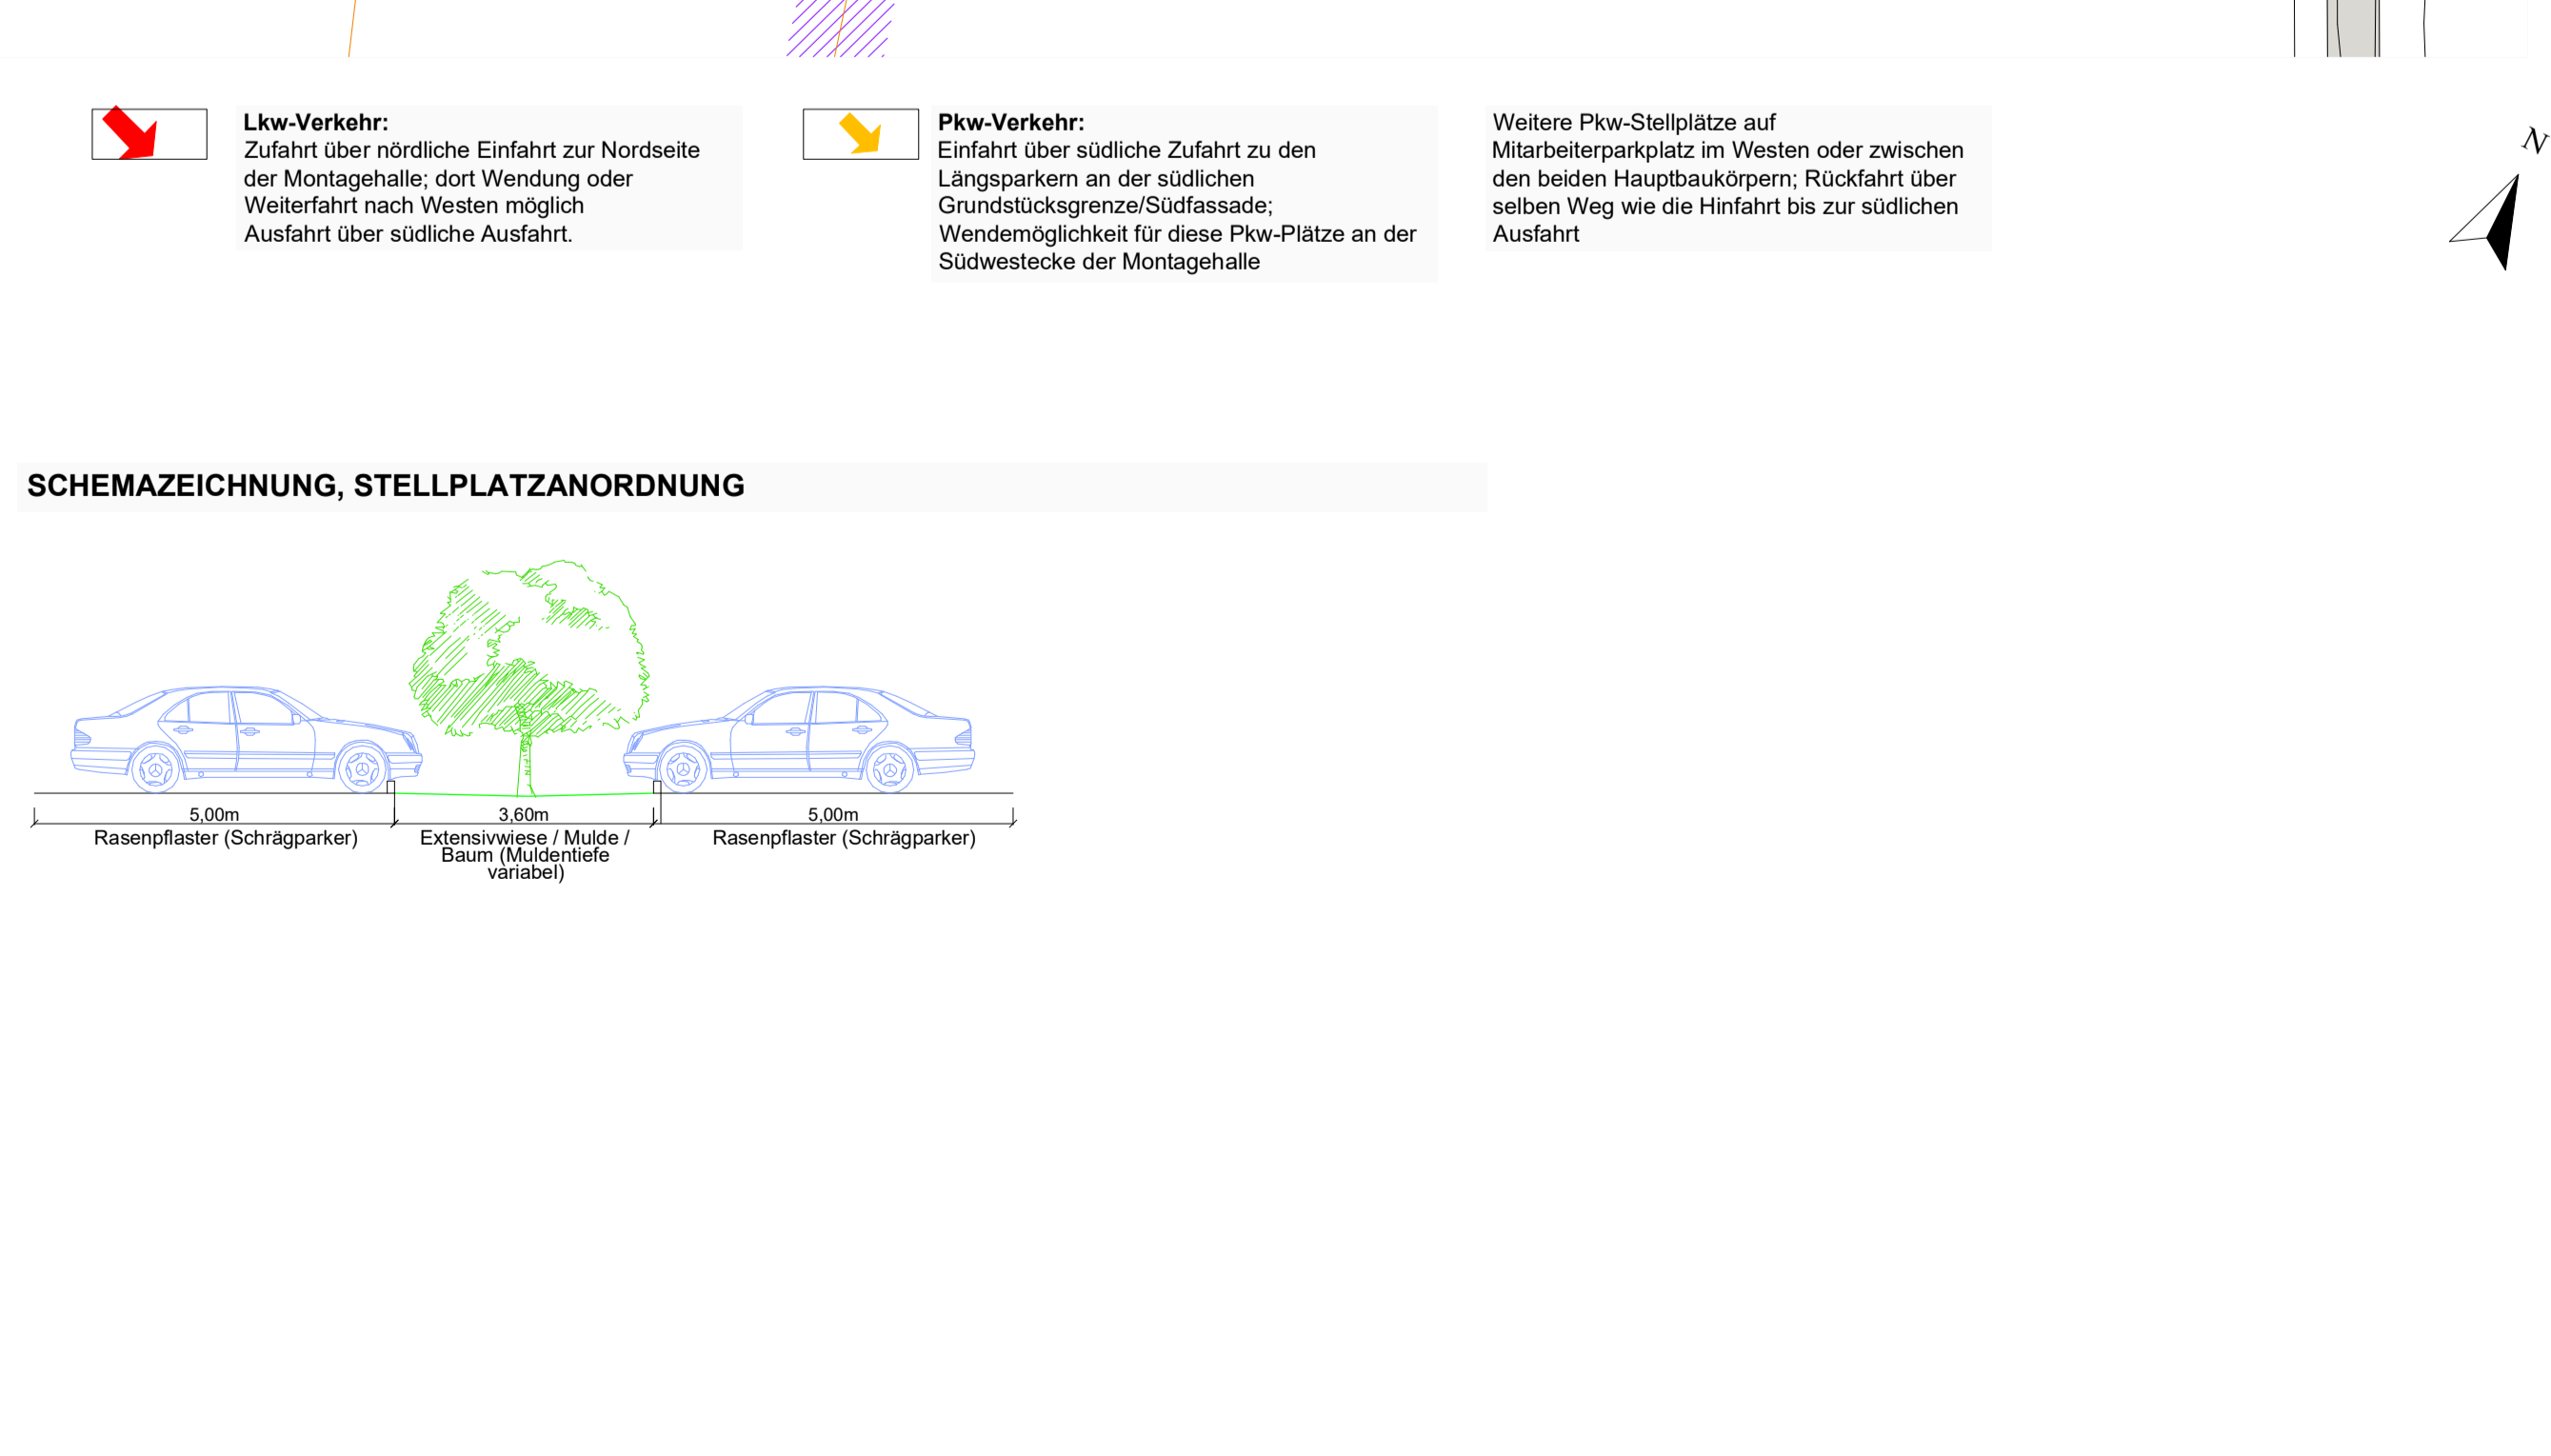 Lkw-Verkehr:
Zufahrt über nördliche Einfahrt zur Nordseite
der Montagehalle; dort Wendung oder
Weiterfahrt nach Westen möglich
Ausfahrt über südliche Ausfahrt.
Pkw-Verkehr:
Einfahrt über südliche Zufahrt zu den
Längsparkern an der südlichen
Grundstücksgrenze/Südfassade;
Wendemöglichkeit für diese Pkw-Plätze an der
Südwestecke der Montagehalle
Weitere Pkw-Stellplätze auf
Mitarbeiterparkplatz im Westen oder zwischen
den beiden Hauptbaukörpern; Rückfahrt über
selben Weg wie die Hinfahrt bis zur südlichen
Ausfahrt
N
SCHEMAZEICHNUNG, STELLPLATZANORDNUNG
5,00m
Rasenpflaster (Schrägparker)
3,60m
Extensivwiese / Mulde /
Baum (Muldentiefe
variabel)
5,00m
Rasenpflaster (Schrägparker)